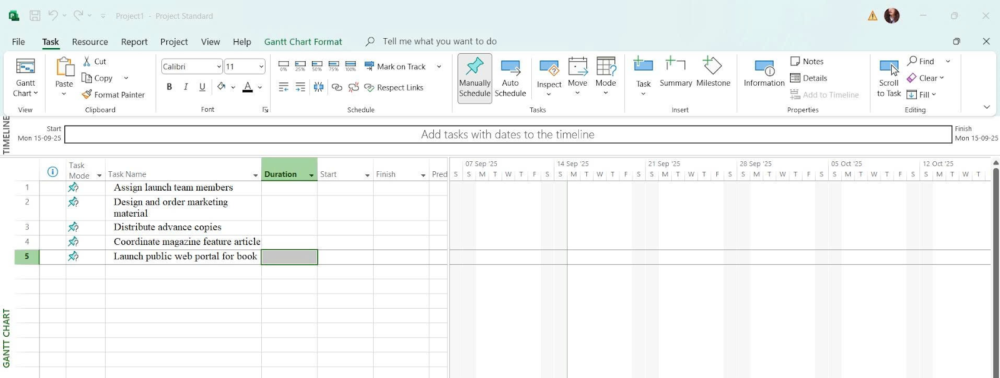 Project1 - Project Standard
File Task Resource Report Project View Help Gantt Chart Format Tell me what you want to do
Gantt Chart
View
Paste
Cut
Copy
Format Painter
Clipboard
Calibri 11
B I U A
Font
0% 25% 50% 75% 100%
Mark on Track
Respect Links
Schedule
Manually Schedule
Auto Schedule
Inspect
Move
Mode
Tasks
Task
Summary
Milestone
Insert
Information
Notes
Details
Add to Timeline
Properties
Scroll to Task
Find
Clear
Fill
Editing
TIMELINE
Start
Mon 15-09-25
Add tasks with dates to the timeline
Finish
Mon 15-09-25
Task Mode Task Name Duration Start Finish Pred
07 Sep '25 14 Sep '25 21 Sep '25 28 Sep '25 05 Oct '25 12 Oct '25
S S M T W T F S S M T W T F S S M T W T F S S M T W T F S S M T W T F S S M T W T
1 Assign launch team members
2 Design and order marketing
material
3 Distribute advance copies
4 Coordinate magazine feature article
5 Launch public web portal for book
GANTT CHART